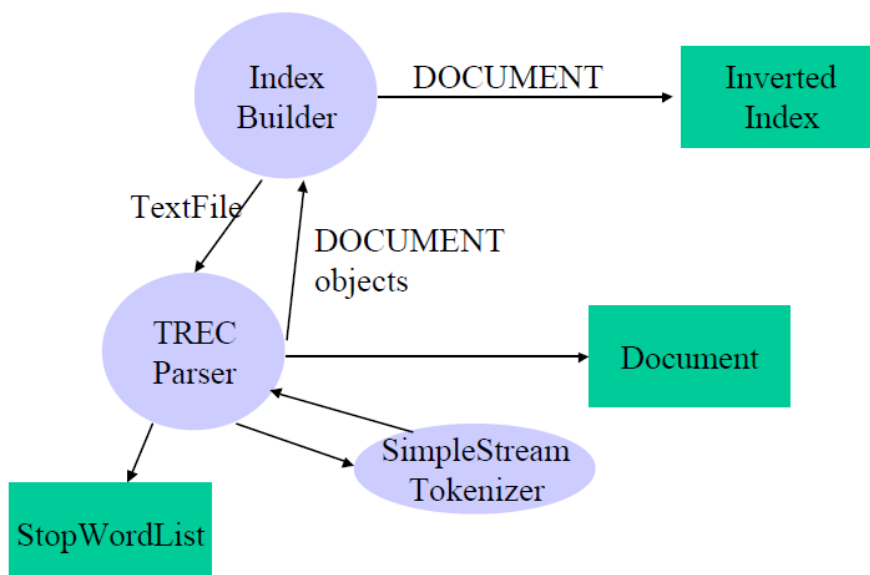 Index
Builder
DOCUMENT
Inverted
Index
TextFile
DOCUMENT
objects
TREC
Parser
Document
SimpleStream
Tokenizer
StopWordList